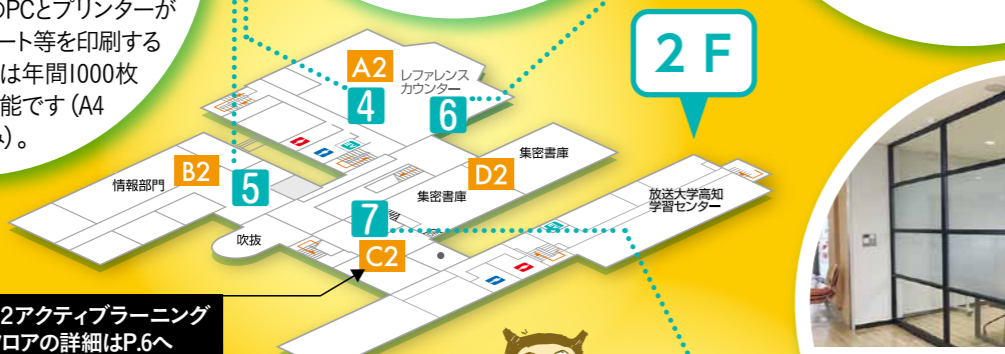 のPCとプリンターが
ート等を印刷する
は年間1000枚
能です（A4
）。
2F
A2
レファレンス
カウンター
4
6
集密書庫
D2
集密書庫
情報部門
B2
5
吹抜
7
C2
放送大学高知
学習センター
2アクティブラーニング
フロアの詳細はP.6へ